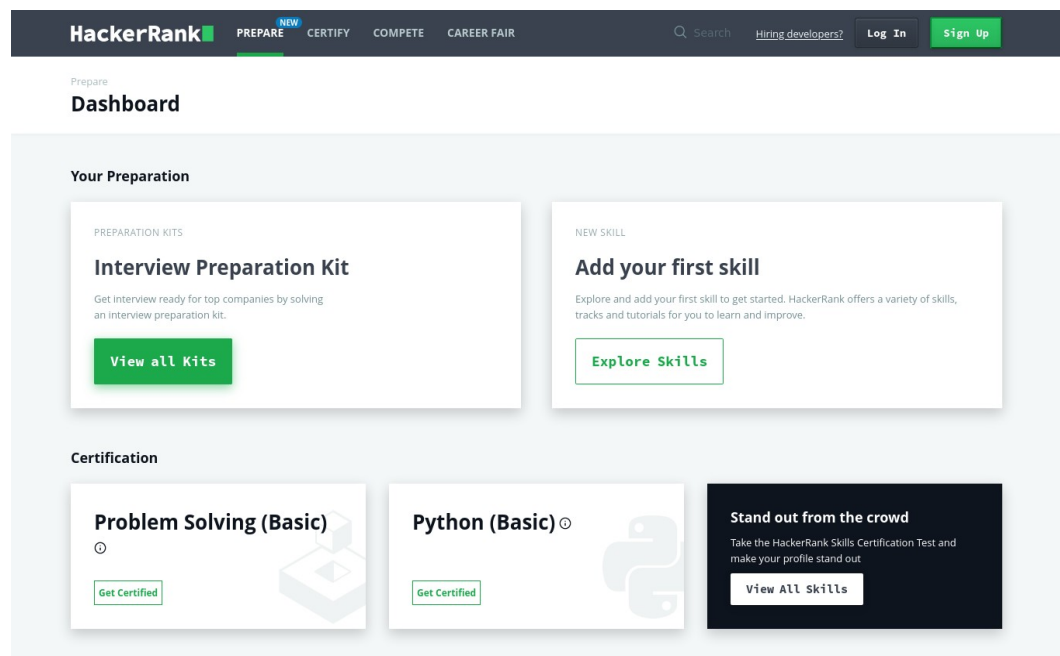 HackerRank PREPARE NEW CERTIFY COMPETE CAREER FAIR Search Hiring developers? Log In Sign Up
Prepare
Dashboard
Your Preparation
PREPARATION KITS
Interview Preparation Kit
Get interview ready for top companies by solving
an interview preparation kit.
View all Kits
NEW SKILL
Add your first skill
Explore and add your first skill to get started. HackerRank offers a variety of skills,
tracks and tutorials for you to learn and improve.
Explore Skills
Certification
Problem Solving (Basic)
Get Certified
Python (Basic)
Get Certified
Stand out from the crowd
Take the HackerRank Skills Certification Test and
make your profile stand out
View All Skills